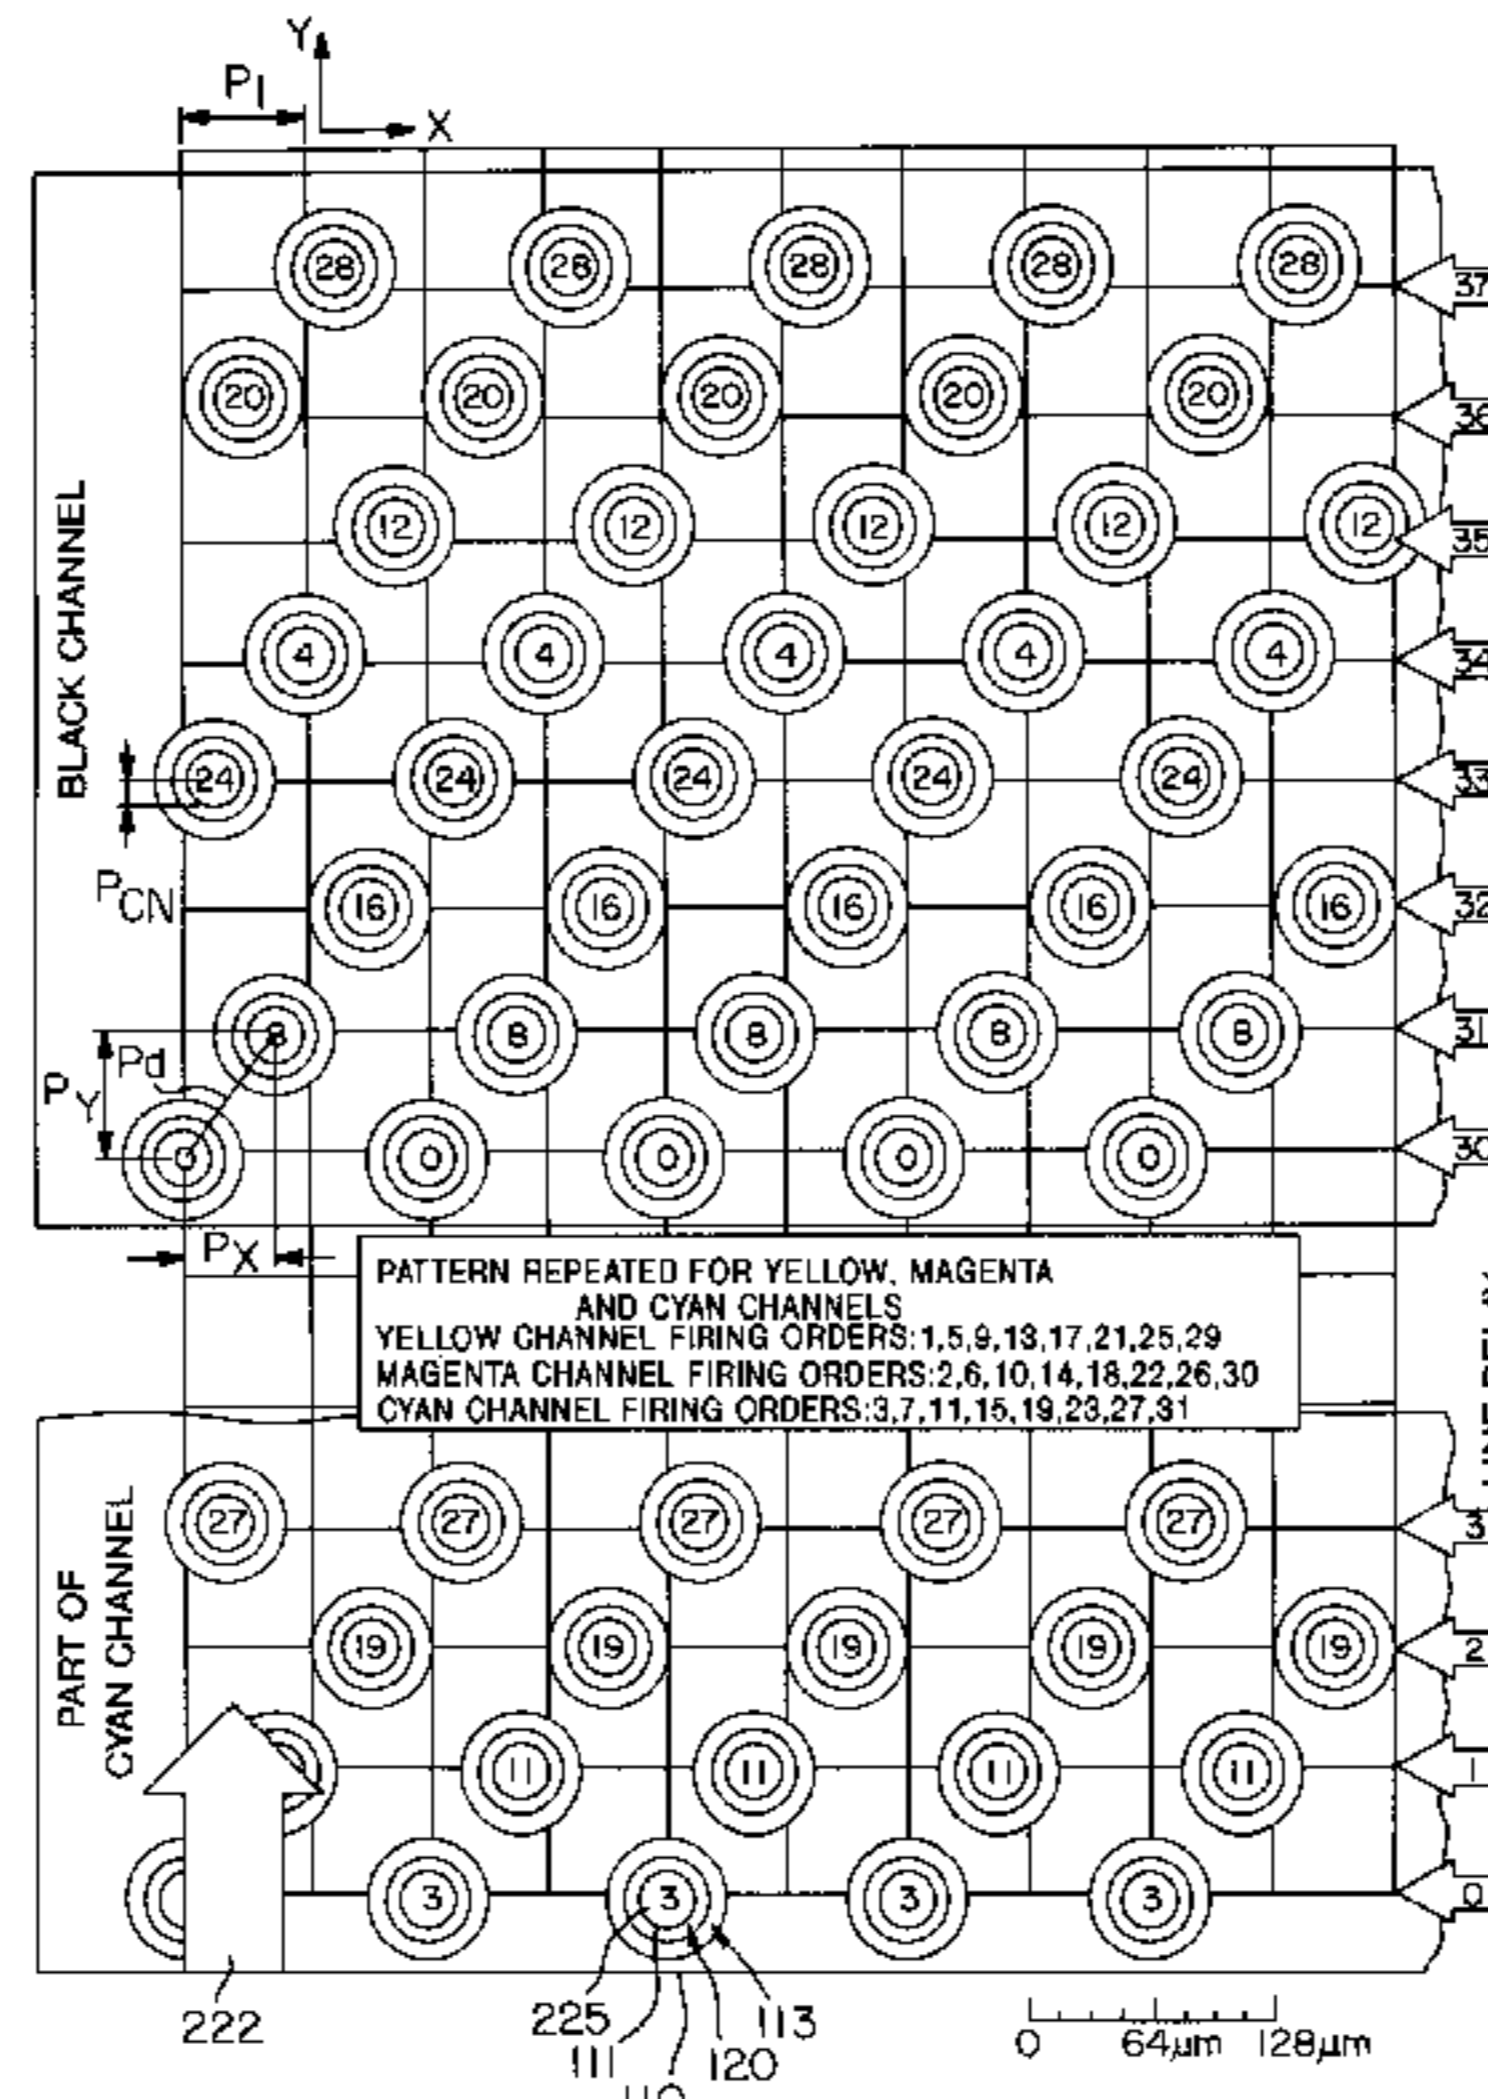 Y
P1
X
28 28 28 28 28
37
20 20 20 20 20
36
12 12 12 12 12
35
BLACK CHANNEL
4 4 4 4 4
34
24 24 24 24 24
33
PCN
16 16 16 16 16
32
8 8 8 8 8
31
Pd
PY
0 0 0 0 0
30
PX
PATTERN REPEATED FOR YELLOW, MAGENTA
AND CYAN CHANNELS
YELLOW CHANNEL FIRING ORDERS:1,5,9,13,17,21,25,29
MAGENTA CHANNEL FIRING ORDERS:2,6,10,14,18,22,26,30
CYAN CHANNEL FIRING ORDERS:3,7,11,15,19,23,27,31
27 27 27 27 27
3
PART OF
CYAN CHANNEL
19 19 19 19 19
2
11 11 11 11
1
3 3 3 3
0
222
225
111
120
113
0 64µm 128µm